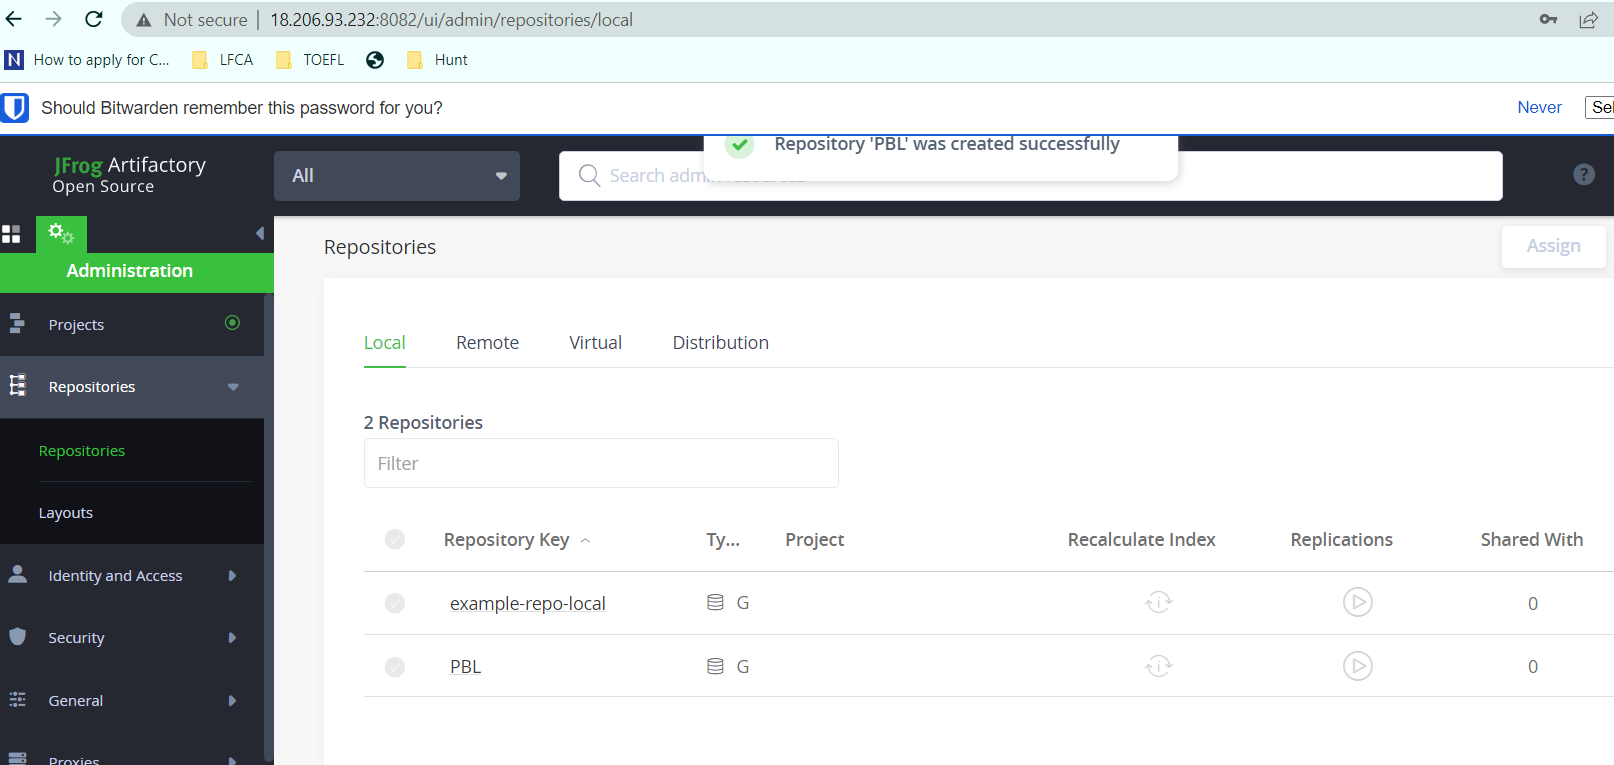 Not secure | 18.206.93.232:8082/ui/admin/repositories/local
N How to apply for C... LFCA TOEFL Hunt
Should Bitwarden remember this password for you? Never
JFrog Artifactory
Open Source
All
Repository 'PBL' was created successfully
Search
?
Administration
Repositories
Assign
Projects
Repositories
Repositories
Layouts
Identity and Access
Security
General
Proxies
Local Remote Virtual Distribution
2 Repositories
Filter
Repository Key Ty... Project Recalculate Index Replications Shared With
example-repo-local G 0
PBL G 0